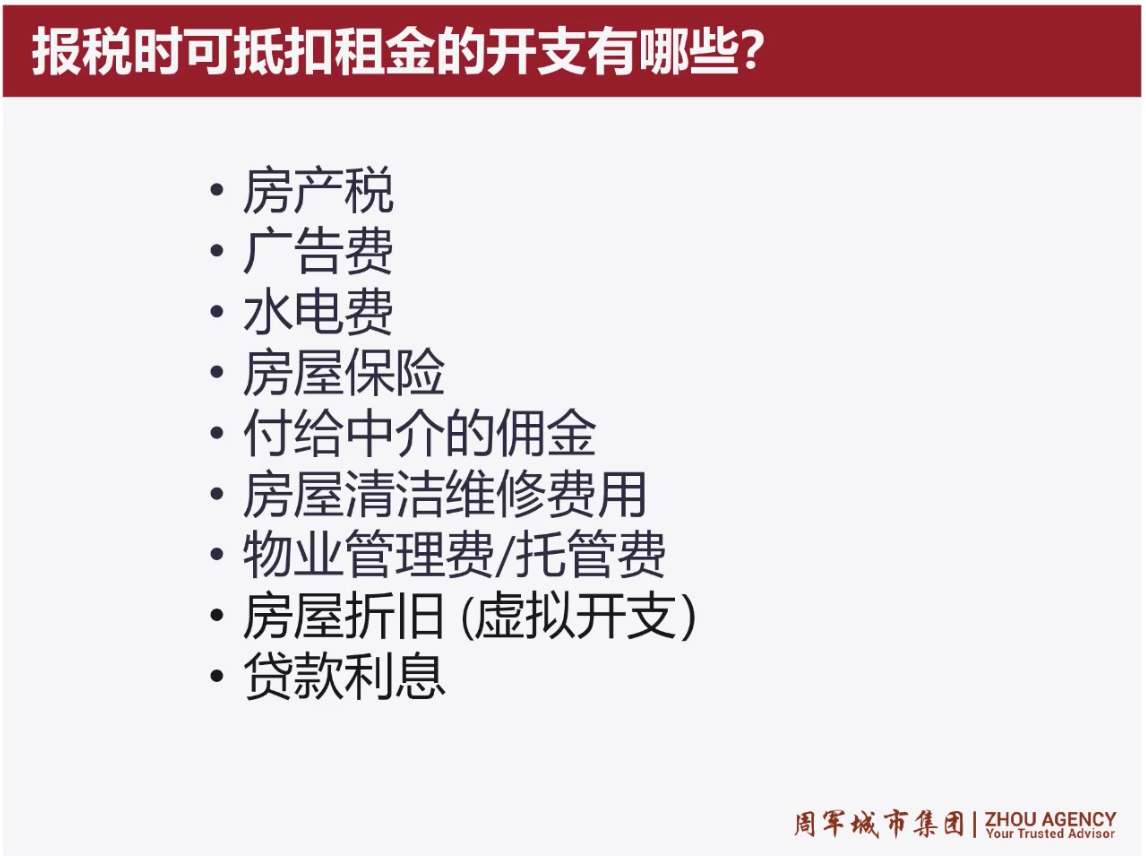 报税时可抵扣租金的开支有哪些?
• 房产税
• 广告费
• 水电费
• 房屋保险
• 付给中介的佣金
• 房屋清洁维修费用
• 物业管理费/托管费
• 房屋折旧 (虚拟开支)
• 贷款利息
周军城市集团 | ZHOU AGENCY
Your Trusted Advisor